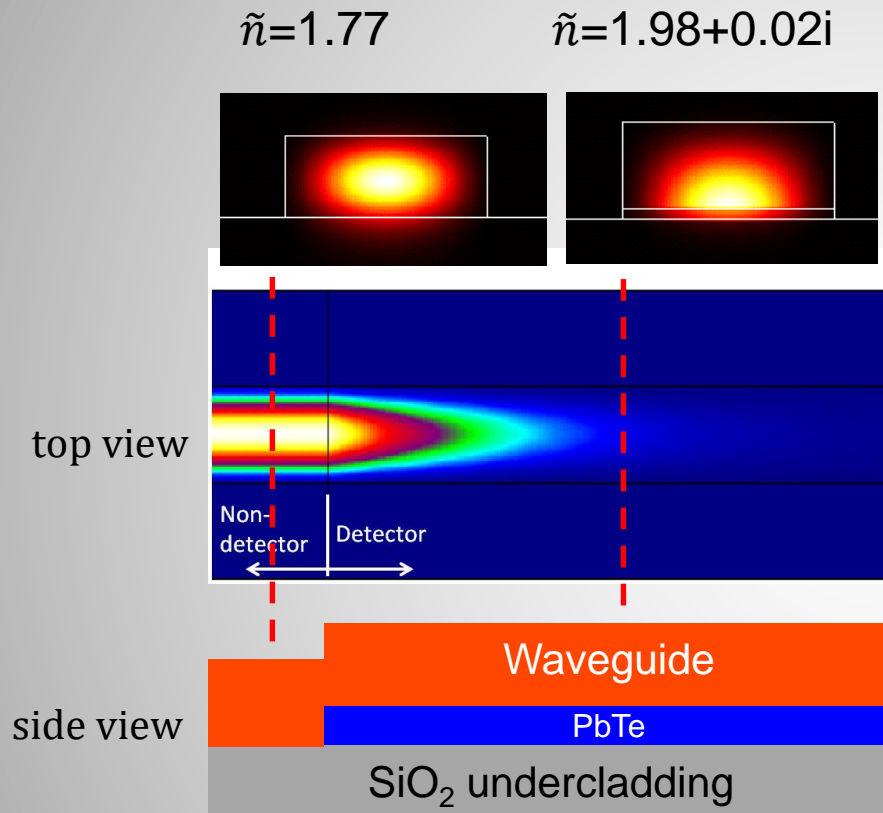 ñ=1.77
ñ=1.98+0.02i
top view
Non-
detector
Detector
Waveguide
side view
PbTe
SiO₂ undercladding